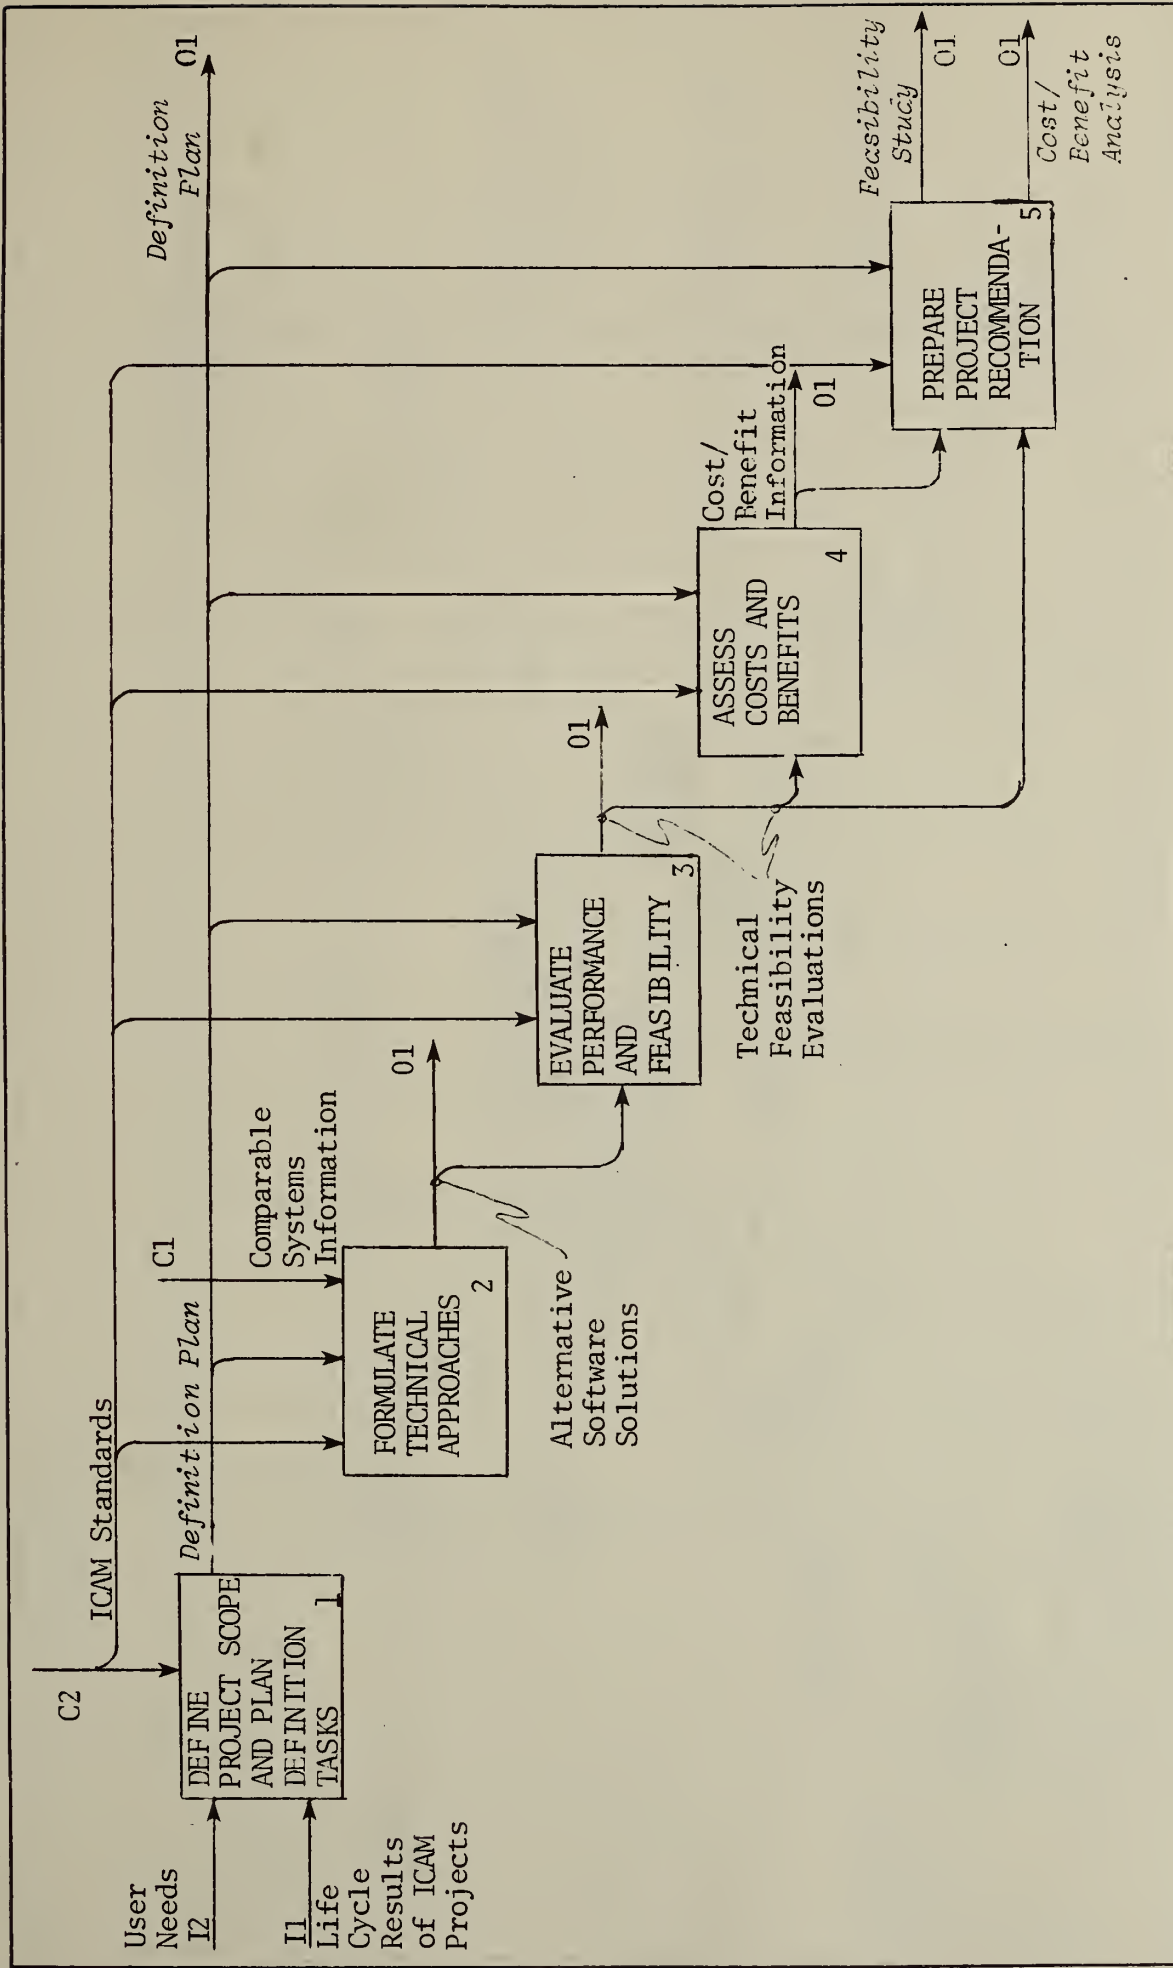 C2
ICAM Standards
User
Needs
I2
I1
Life
Cycle
Results
of ICAM
Projects
DEFINE
PROJECT SCOPE
AND PLAN
DEFINITION
TASKS
1
Definition Plan
C1
Comparable
Systems
Information
FORMULATE
TECHNICAL
APPROACHES
2
O1
Alternative
Software
Solutions
EVALUATE
PERFORMANCE
AND
FEASIBILITY
3
O1
Technical
Feasibility
Evaluations
ASSESS
COSTS AND
BENEFITS
4
Cost/
Benefit
Information
O1
Definition
Plan
O1
PREPARE
PROJECT
RECOMMENDA-
TION
5
Feasibility
Study
O1
O1
Cost/
Benefit
Analysis